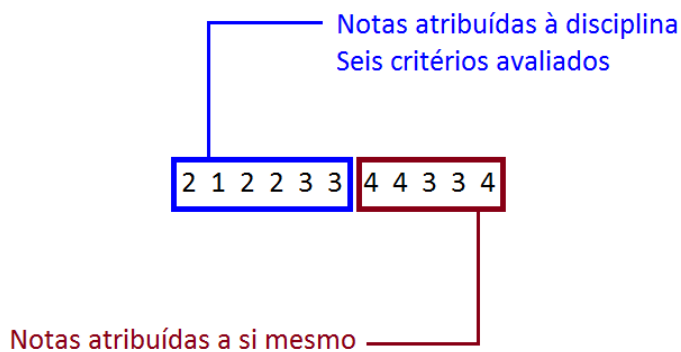 Notas atribuídas à disciplina
Seis critérios avaliados
2 1 2 2 3 3 4 4 3 3 4
Notas atribuídas a si mesmo